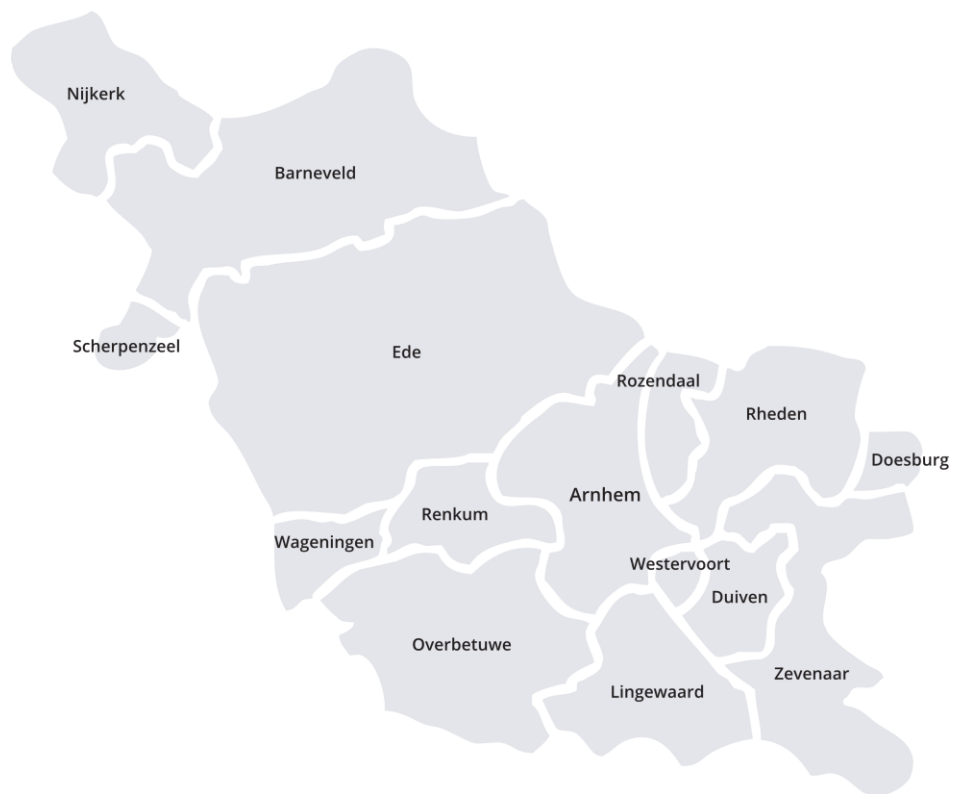 Nijkerk
Barneveld
Scherpenzeel
Ede
Rozendaal
Rheden
Doesburg
Arnhem
Renkum
Wageningen
Westervoort
Duiven
Overbetuwe
Zevenaar
Lingewaard